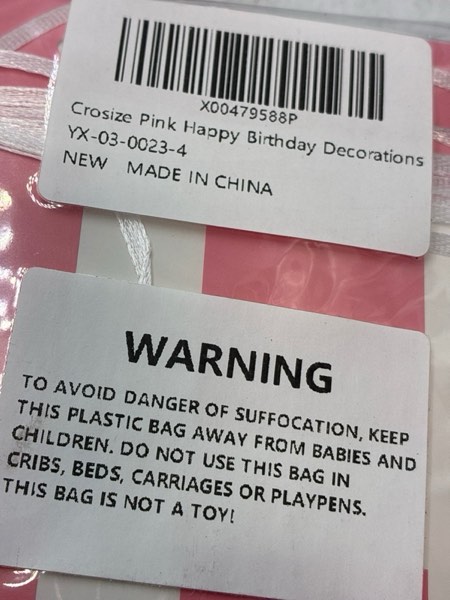 X00479588P
Crosize Pink Happy Birthday Decorations
YX-03-0023-4
NEW MADE IN CHINA
WARNING
TO AVOID DANGER OF SUFFOCATION, KEEP
THIS PLASTIC BAG AWAY FROM BABIES AND
CHILDREN. DO NOT USE THIS BAG IN
CRIBS, BEDS, CARRIAGES OR PLAYPENS.
THIS BAG IS NOT A TOY!